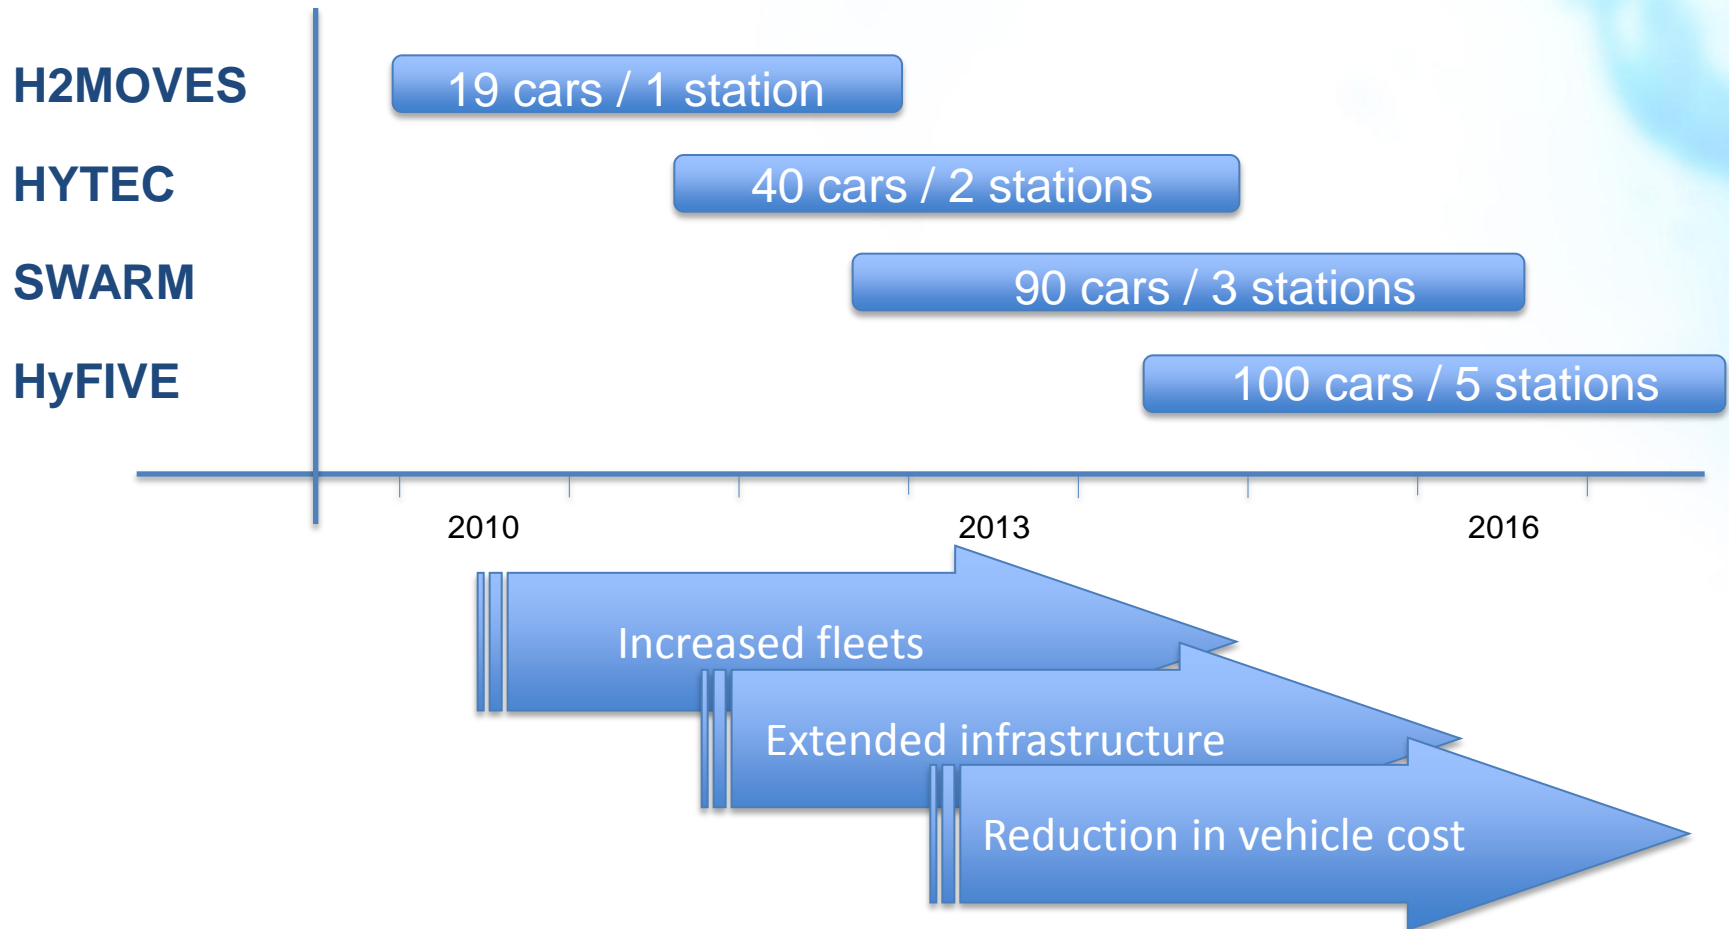 H2MOVES
19 cars / 1 station
HYTEC
40 cars / 2 stations
SWARM
90 cars / 3 stations
HyFIVE
100 cars / 5 stations
2010
2013
2016
Increased fleets
Extended infrastructure
Reduction in vehicle cost